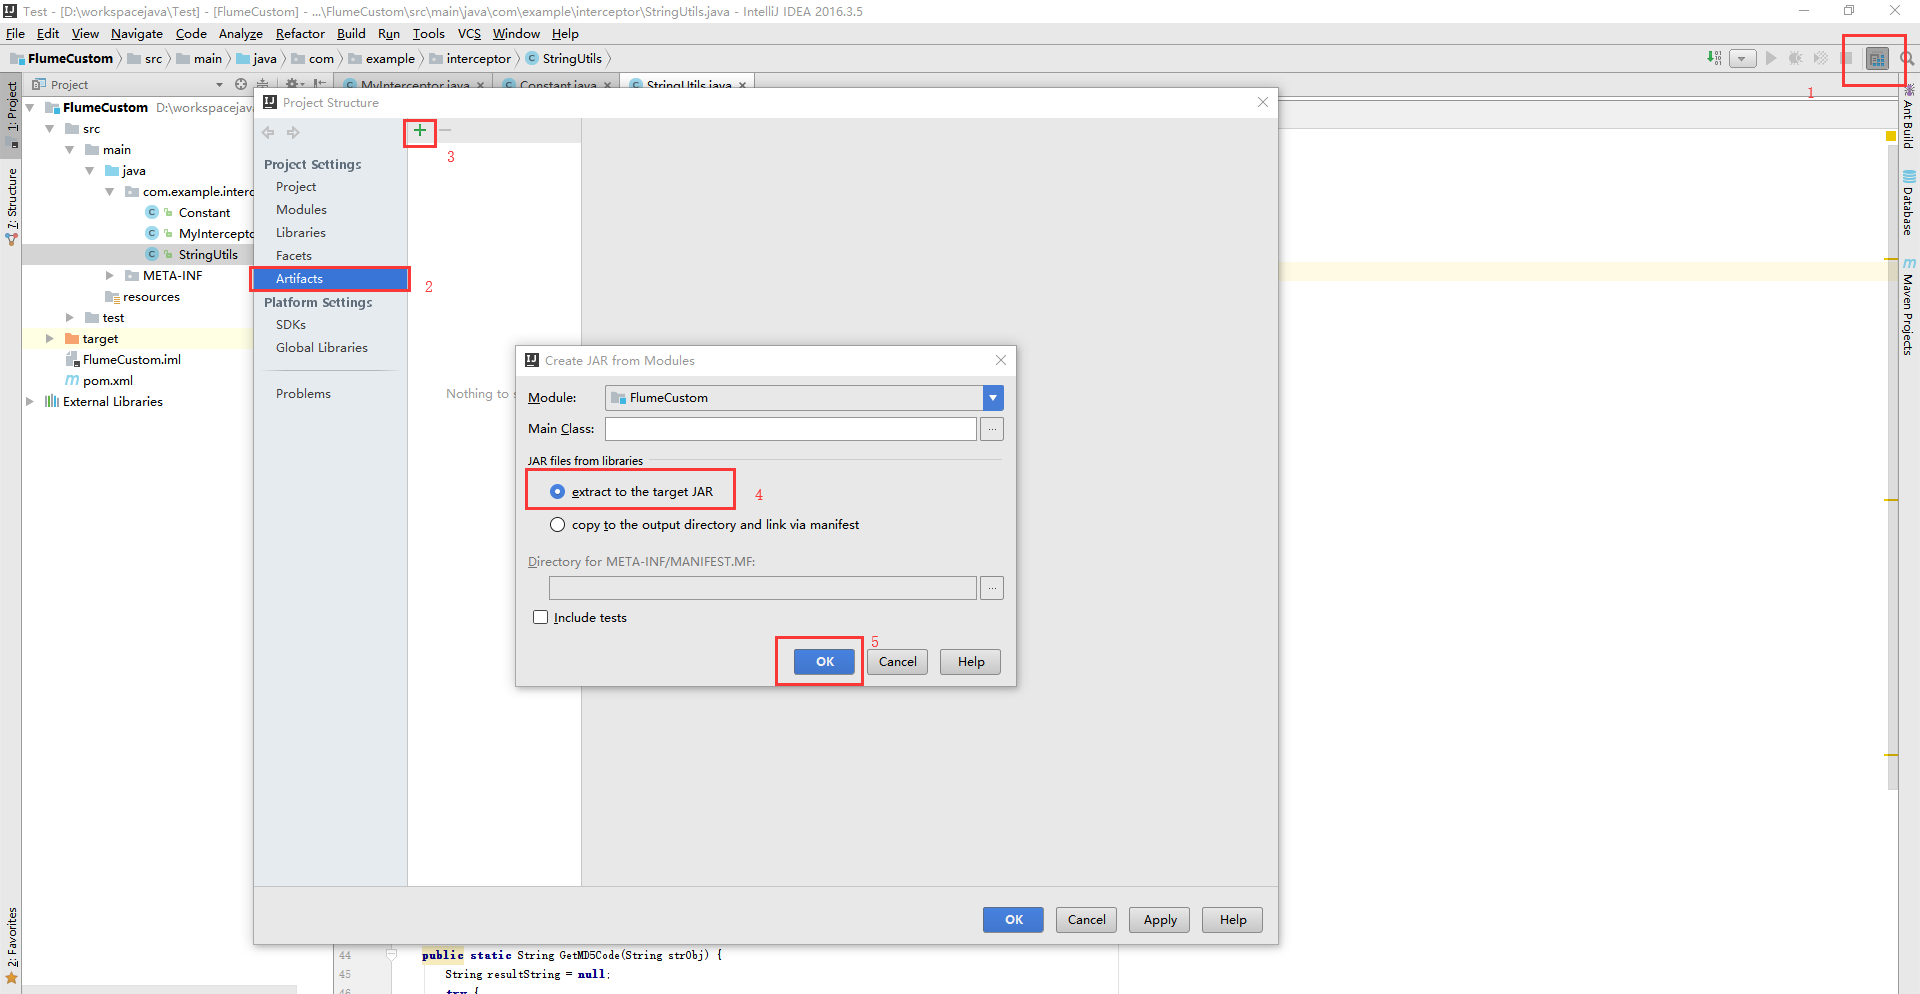 Test - [D:\workspacejava\Test] - [FlumeCustom] - ...\FlumeCustom\src\main\java\com\example\interceptor\StringUtils.java - IntelliJ IDEA 2016.3.5
File Edit View Navigate Code Analyze Refactor Build Run Tools VCS Window Help
FlumeCustom src main java com example interceptor StringUtils
1
Project
MyInterceptor.java Constant.java StringUtils.java
1: Project
7: Structure
2: Favorites
Ant Build
Database
Maven Projects
FlumeCustom D:\workspacejava
src
main
java
com.example.interc
Constant
MyIntercepto
StringUtils
META-INF
resources
test
target
FlumeCustom.iml
pom.xml
External Libraries
Project Structure
3
Project Settings
Project
Modules
Libraries
Facets
Artifacts
2
Platform Settings
SDKs
Global Libraries
Problems
Nothing to s
Create JAR from Modules
Module: FlumeCustom
Main Class: ...
JAR files from libraries
extract to the target JAR
4
copy to the output directory and link via manifest
Directory for META-INF/MANIFEST.MF:
...
Include tests
5
OK Cancel Help
OK Cancel Apply Help
44 public static String GetMD5Code(String strObj) {
45 String resultString = null;
46 try {